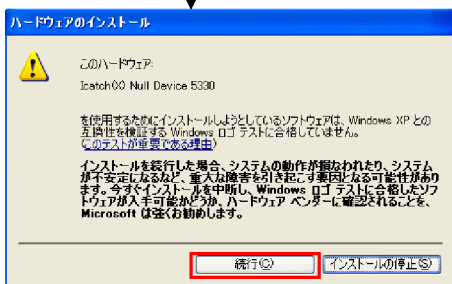 ハードウェアのインストール
このハードウェア:
Icatch(X) Null Device 5330
を使用するためにインストールしようとしているソフトウェアは、Windows XP との
互換性を検証する Windows ロゴ テストに合格していません。
(このテストが重要である理由)
インストールを続行した場合、システムの動作が損なわれたり、システム
が不安定になるなど、重大な障害を引き起こす要因となる可能性があり
ます。今すぐインストールを中断し、Windows ロゴ テストに合格したソフ
トウェアが入手可能かどうか、ハードウェア ベンダーに確認されることを、
Microsoft は強くお勧めします。
続行(C)
インストールの停止(S)